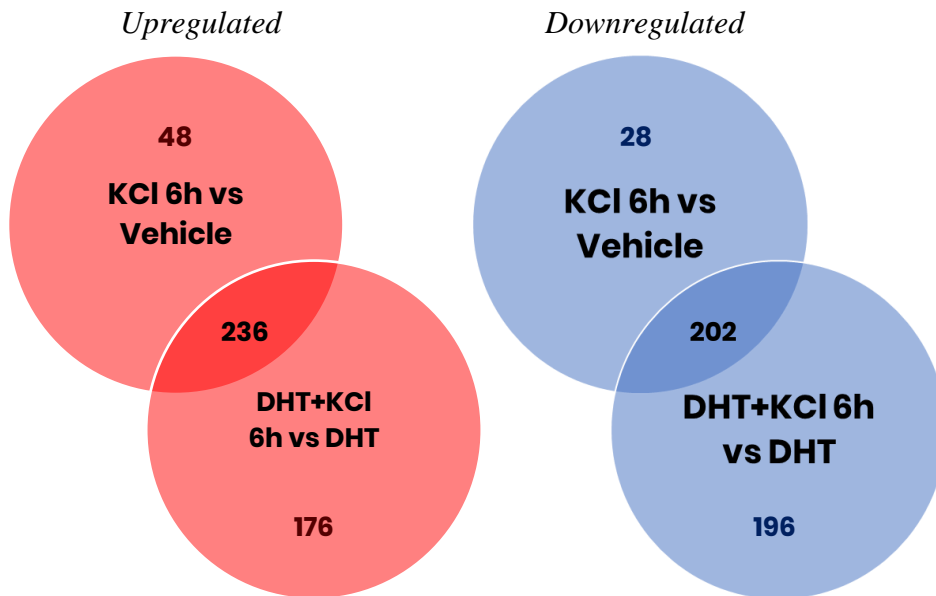 Upregulated
48
KCl 6h vs
Vehicle
236
DHT+KCl
6h vs DHT
176
Downregulated
28
KCl 6h vs
Vehicle
202
DHT+KCl 6h
vs DHT
196